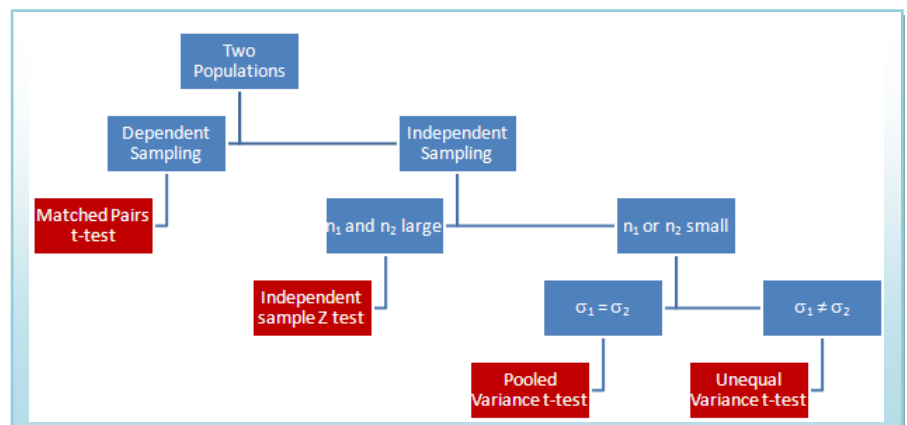 Two
Populations
Dependent
Sampling
Independent
Sampling
Matched Pairs
t-test
n₁ and n₂ large
n₁ or n₂ small
Independent
sample Z test
σ₁ = σ₂
σ₁ ≠ σ₂
Pooled
Variance t-test
Unequal
Variance t-test